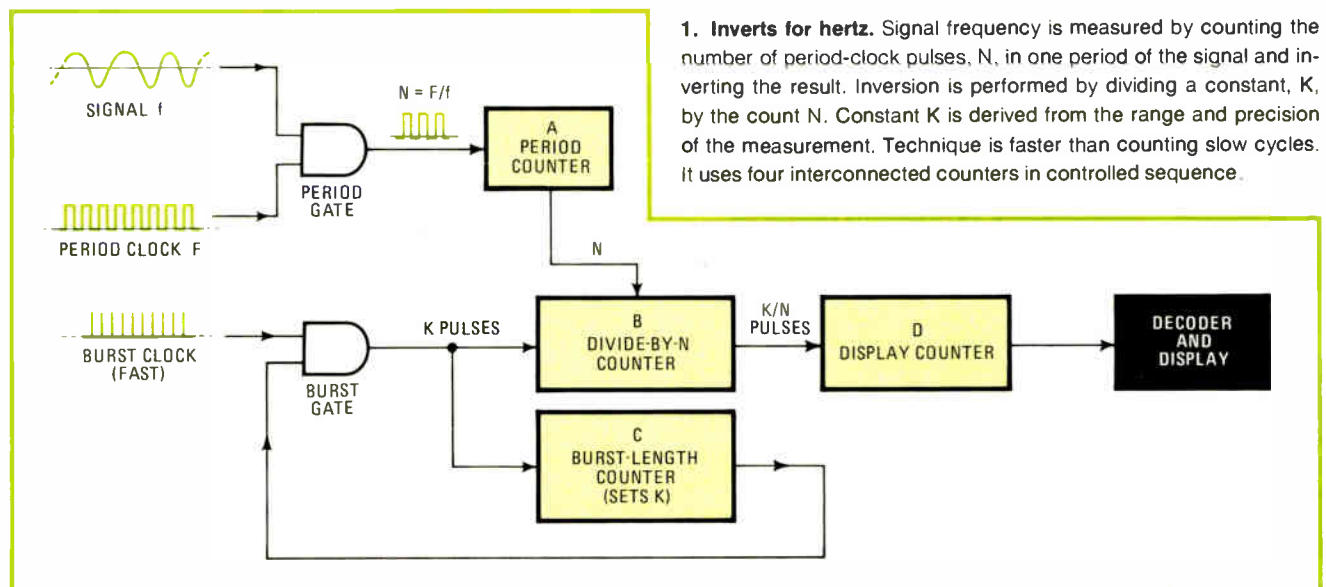 1. Inverts for hertz. Signal frequency is measured by counting the
number of period-clock pulses, N, in one period of the signal and in-
verting the result. Inversion is performed by dividing a constant, K,
by the count N. Constant K is derived from the range and precision
of the measurement. Technique is faster than counting slow cycles.
It uses four interconnected counters in controlled sequence.
SIGNAL f
N = F/f
A
PERIOD
COUNTER
PERIOD
GATE
PERIOD CLOCK F
N
BURST CLOCK
(FAST)
BURST
GATE
K PULSES
B
DIVIDE-BY-N
COUNTER
K/N
PULSES
D
DISPLAY COUNTER
DECODER
AND
DISPLAY
C
BURST-LENGTH
COUNTER
(SETS K)